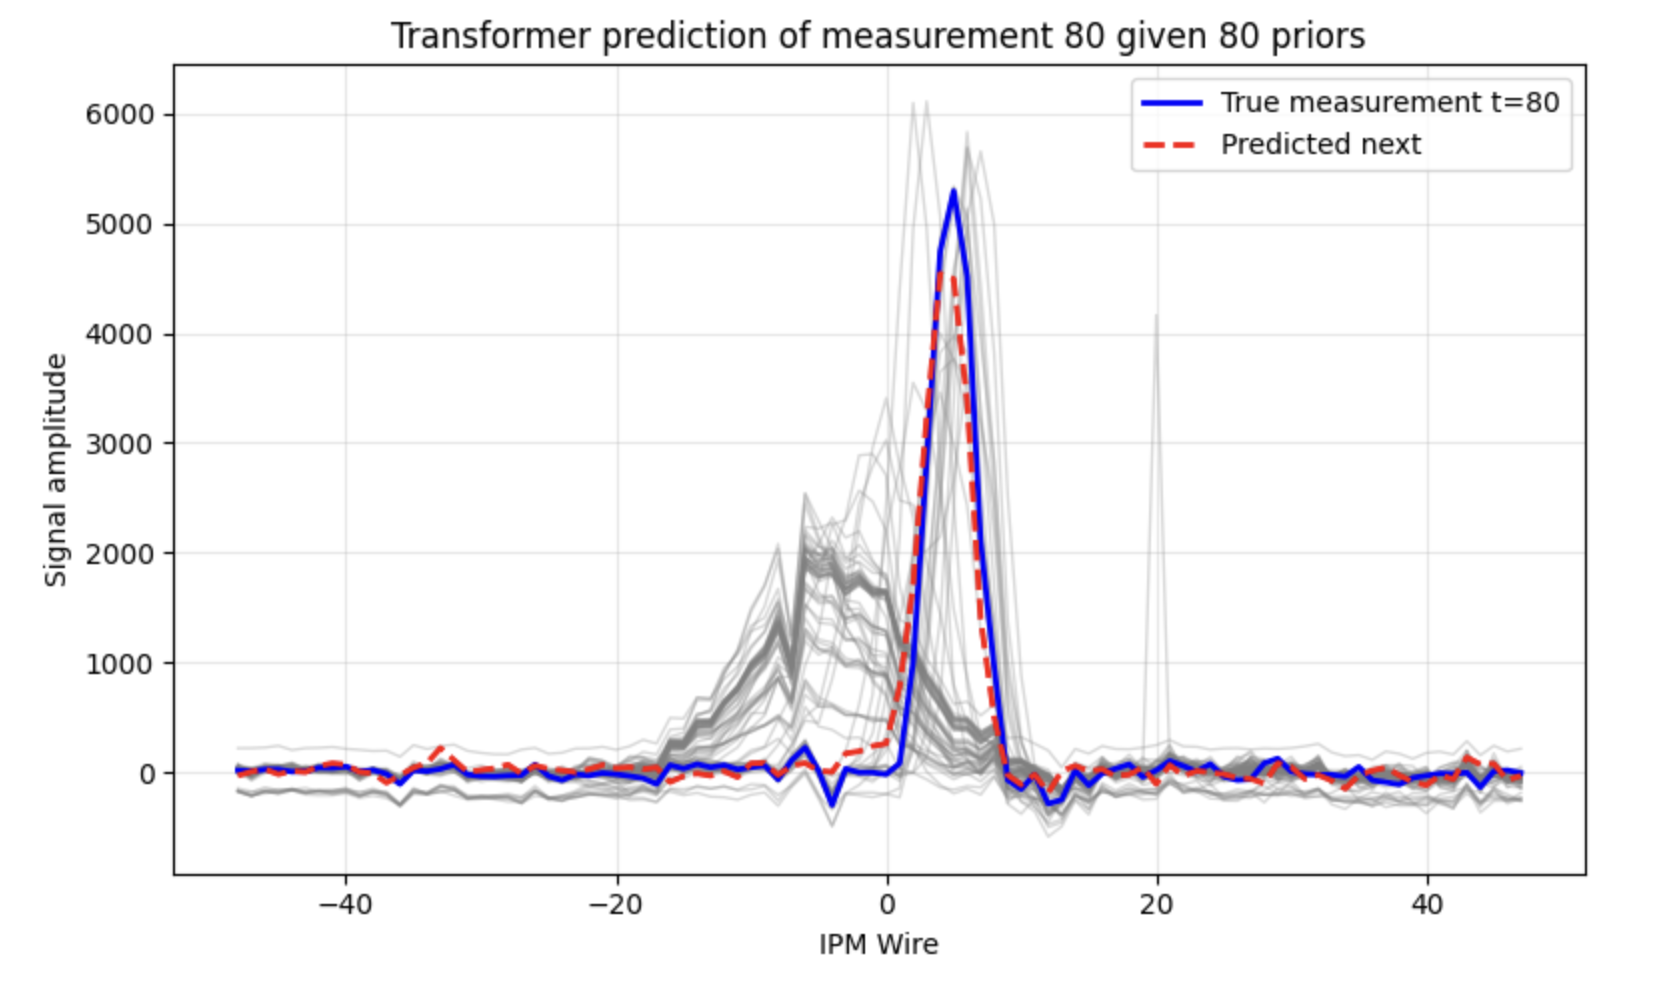 Transformer prediction of measurement 80 given 80 priors
True measurement t=80
Predicted next
6000
5000
4000
3000
2000
1000
0
Signal amplitude
−40
−20
0
20
40
IPM Wire